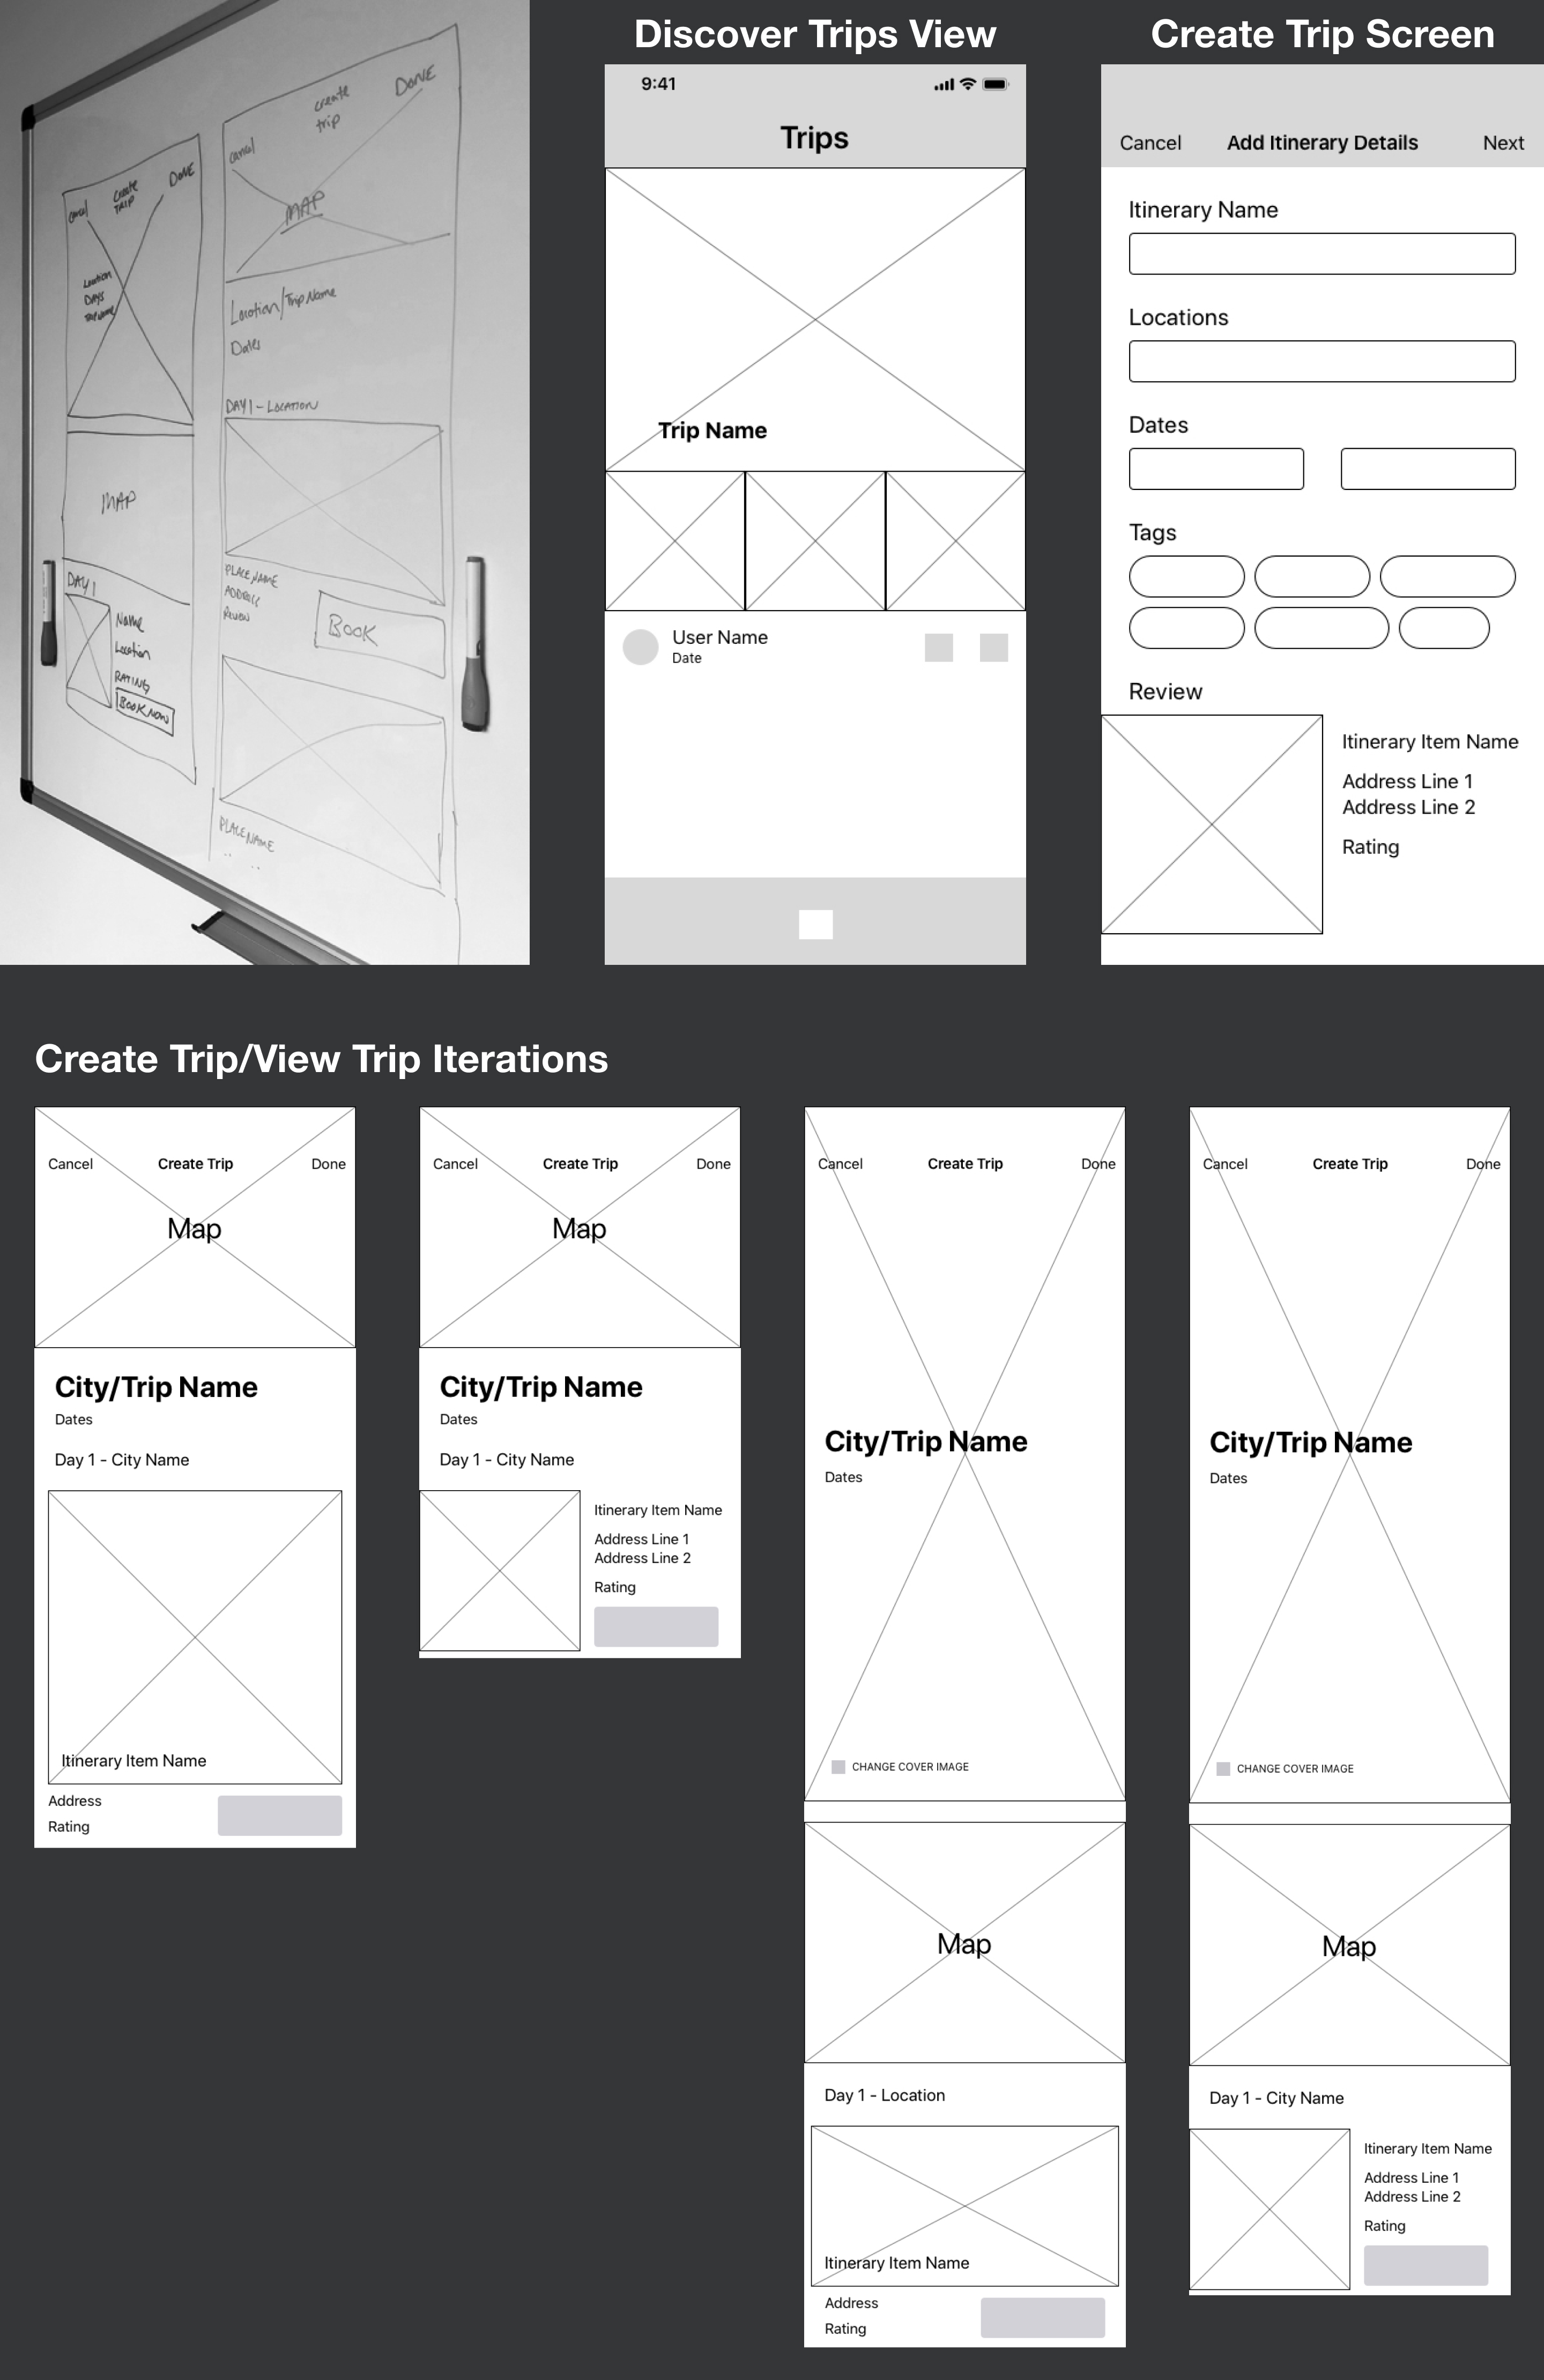 Cancel
Create
TRIP
DONE
Location
DAYS
MAP
DAY 1
Name
Location
RATING
BOOK NOW
cancel
create
trip
DONE
MAP
Location/Trip Name
Dates
DAY 1 - LOCATION
PLACE NAME
ADDRESS
REVIEW
BOOK
PLACE NAME
Discover Trips View
9:41
Trips
Trip Name
User Name
Date
Create Trip Screen
Cancel Add Itinerary Details Next
Itinerary Name
Locations
Dates
Tags
Review
Itinerary Item Name
Address Line 1
Address Line 2
Rating
Create Trip/View Trip Iterations
Cancel Create Trip Done
Map
City/Trip Name
Dates
Day 1 - City Name
Itinerary Item Name
Address
Rating
Cancel Create Trip Done
Map
City/Trip Name
Dates
Day 1 - City Name
Itinerary Item Name
Address Line 1
Address Line 2
Rating
Cancel Create Trip Done
City/Trip Name
Dates
CHANGE COVER IMAGE
Map
Day 1 - Location
Itinerary Item Name
Address
Rating
Cancel Create Trip Done
City/Trip Name
Dates
CHANGE COVER IMAGE
Map
Day 1 - City Name
Itinerary Item Name
Address Line 1
Address Line 2
Rating